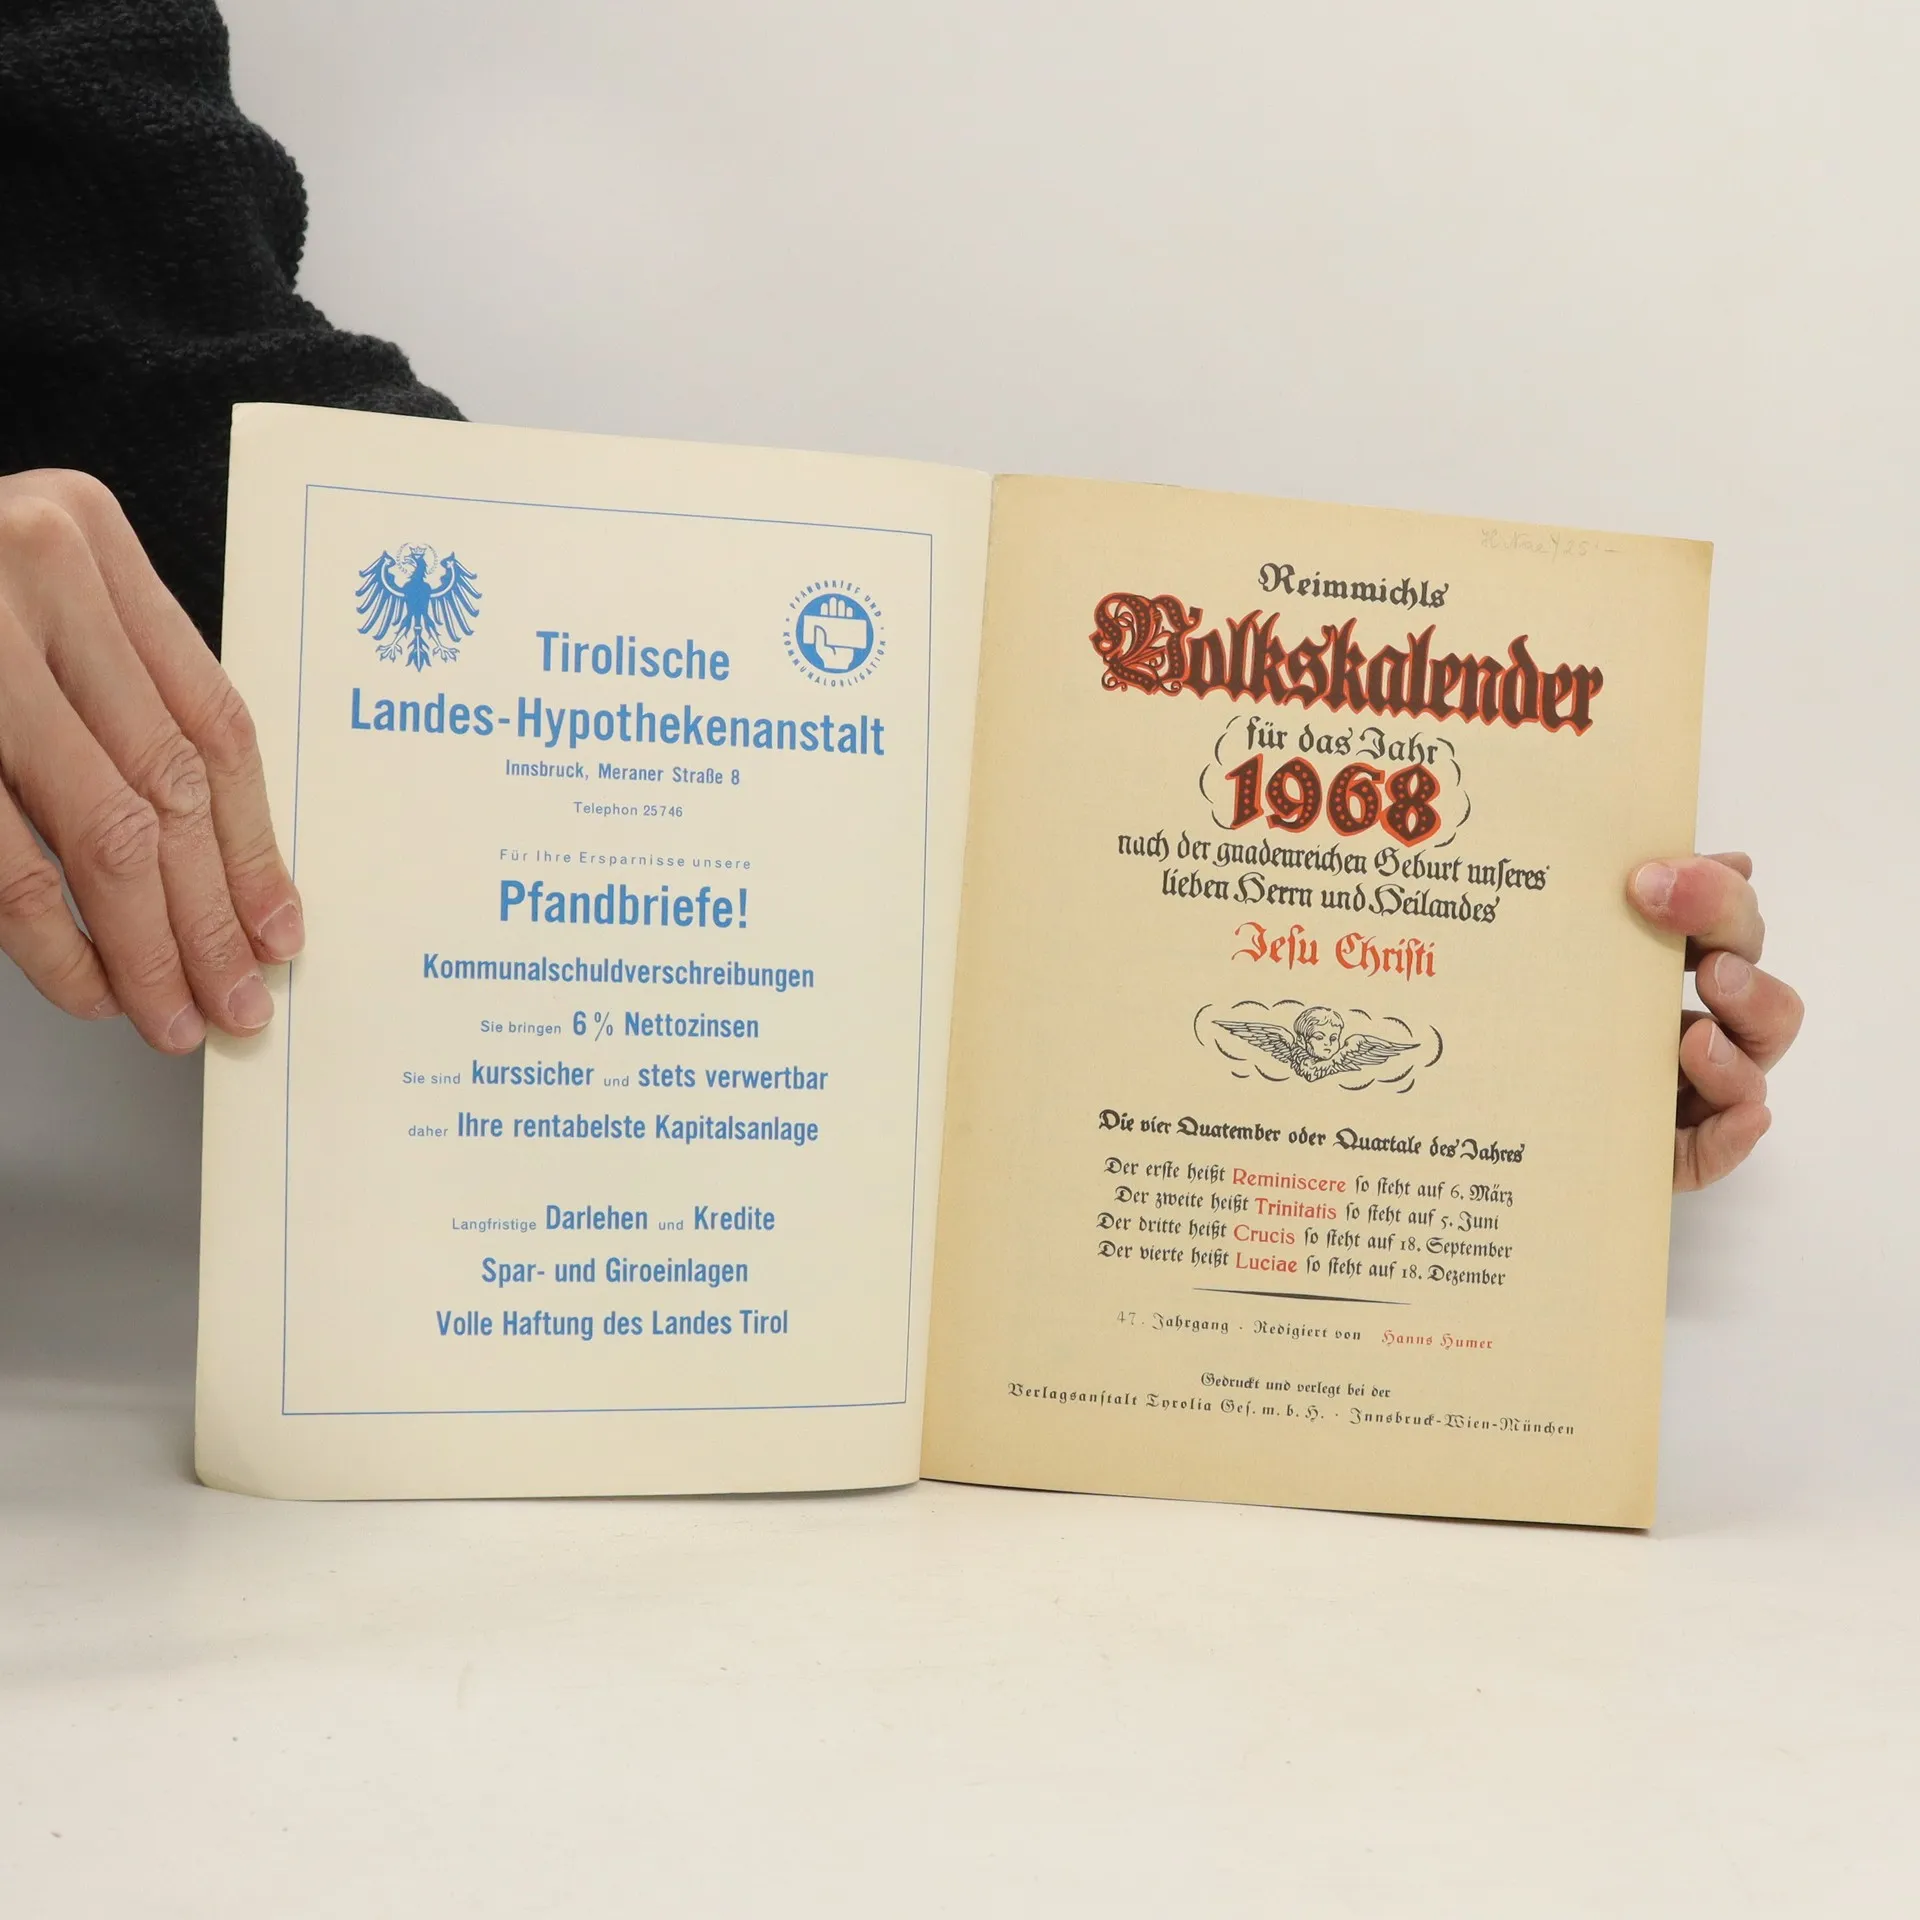 PFANDBRIEF UND KOMMUNALOBLIGATION
Tirolische
Landes-Hypothekenanstalt
Innsbruck, Meraner Straße 8
Telephon 25746
Für Ihre Ersparnisse unsere
Pfandbriefe!
Kommunalschuldverschreibungen
Sie bringen 6% Nettozinsen
Sie sind kurssicher und stets verwertbar
daher Ihre rentabelste Kapitalsanlage
Langfristige Darlehen und Kredite
Spar- und Giroeinlagen
Volle Haftung des Landes Tirol
Reimmichls
Volkskalender
für das Jahr
1968
nach der gnadenreichen Geburt unseres
lieben Herrn und Heilandes
Jesu Christi
Die vier Quatember oder Quartale des Jahres
Der erste heißt Reminiscere so steht auf 6. März
Der zweite heißt Trinitatis so steht auf 5. Juni
Der dritte heißt Crucis so steht auf 18. September
Der vierte heißt Luciae so steht auf 18. Dezember
47. Jahrgang · Redigiert von Hanns Humer
Gedruckt und verlegt bei der
Verlagsanstalt Tyrolia Ges. m. b. H. · Innsbruck-Wien-München